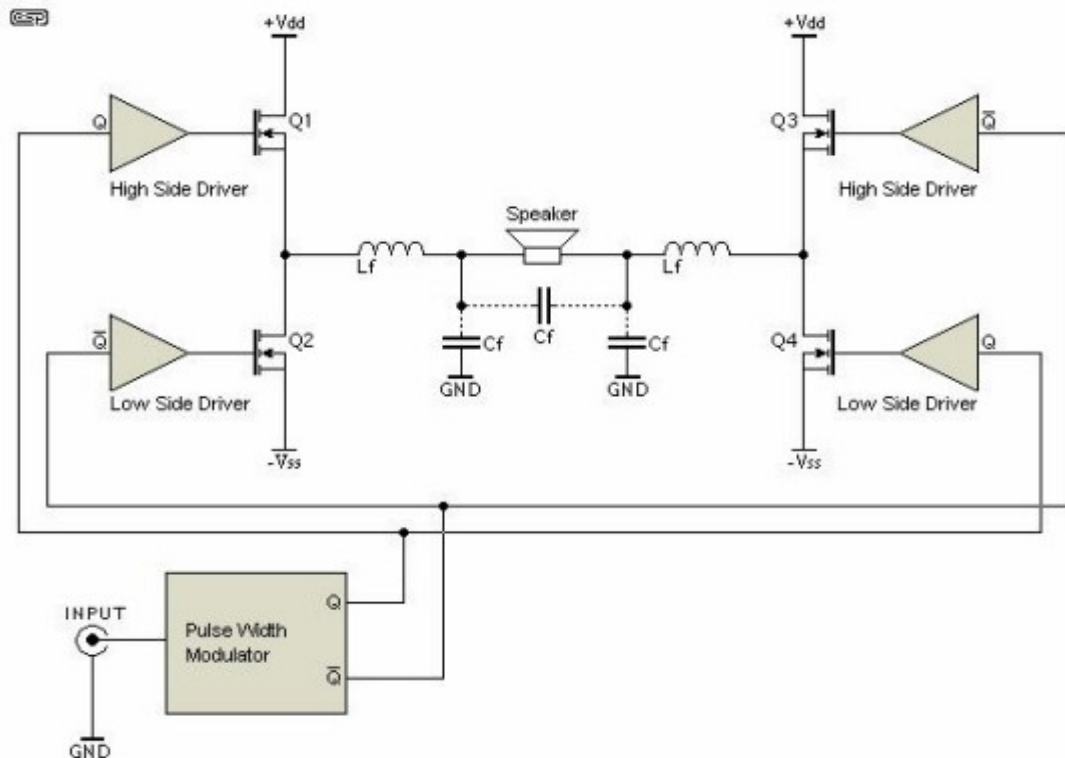 ESP
+Vdd
+Vdd
Q
Q1
Q3
Q̅
High Side Driver
High Side Driver
Speaker
Lf
Lf
Q̅
Q2
Cf
Cf
Cf
Q4
Q
GND
GND
Low Side Driver
Low Side Driver
-Vss
-Vss
INPUT
Pulse Width
Modulator
Q
Q̅
GND